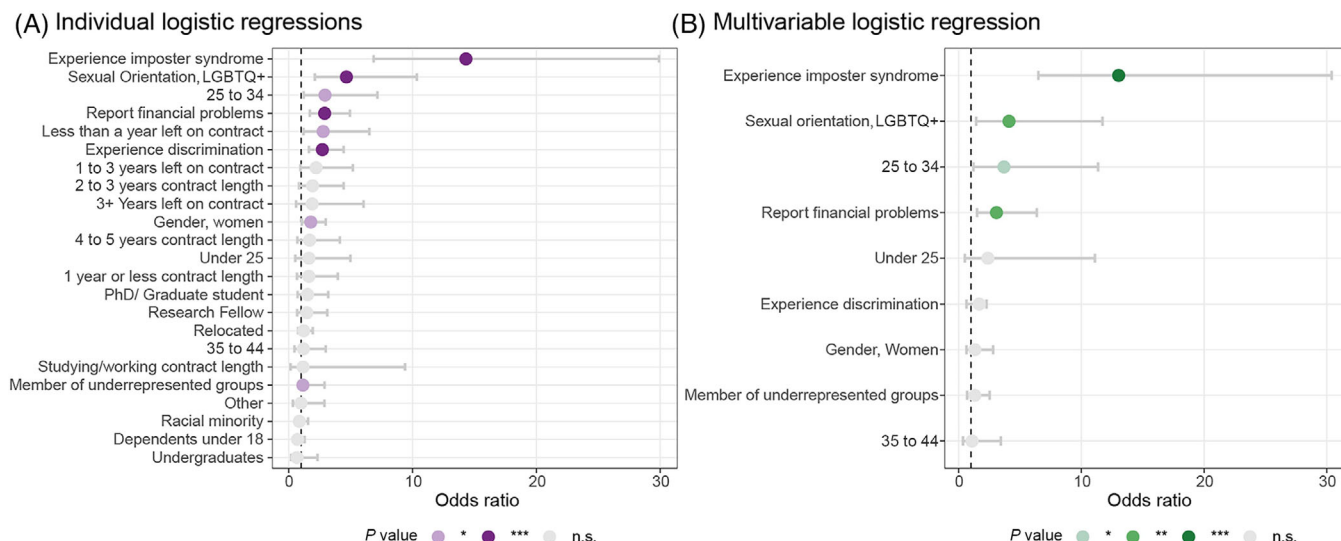 (A) Individual logistic regressions
Experience imposter syndrome
Sexual Orientation, LGBTQ+
25 to 34
Report financial problems
Less than a year left on contract
Experience discrimination
1 to 3 years left on contract
2 to 3 years contract length
3+ Years left on contract
Gender, women
4 to 5 years contract length
Under 25
1 year or less contract length
PhD/ Graduate student
Research Fellow
Relocated
35 to 44
Studying/working contract length
Member of underrepresented groups
Other
Racial minority
Dependents under 18
Undergraduates
0 10 20 30
Odds ratio
P value * *** n.s.
(B) Multivariable logistic regression
Experience imposter syndrome
Sexual orientation, LGBTQ+
25 to 34
Report financial problems
Under 25
Experience discrimination
Gender, Women
Member of underrepresented groups
35 to 44
0 10 20 30
Odds ratio
P value * ** *** n.s.